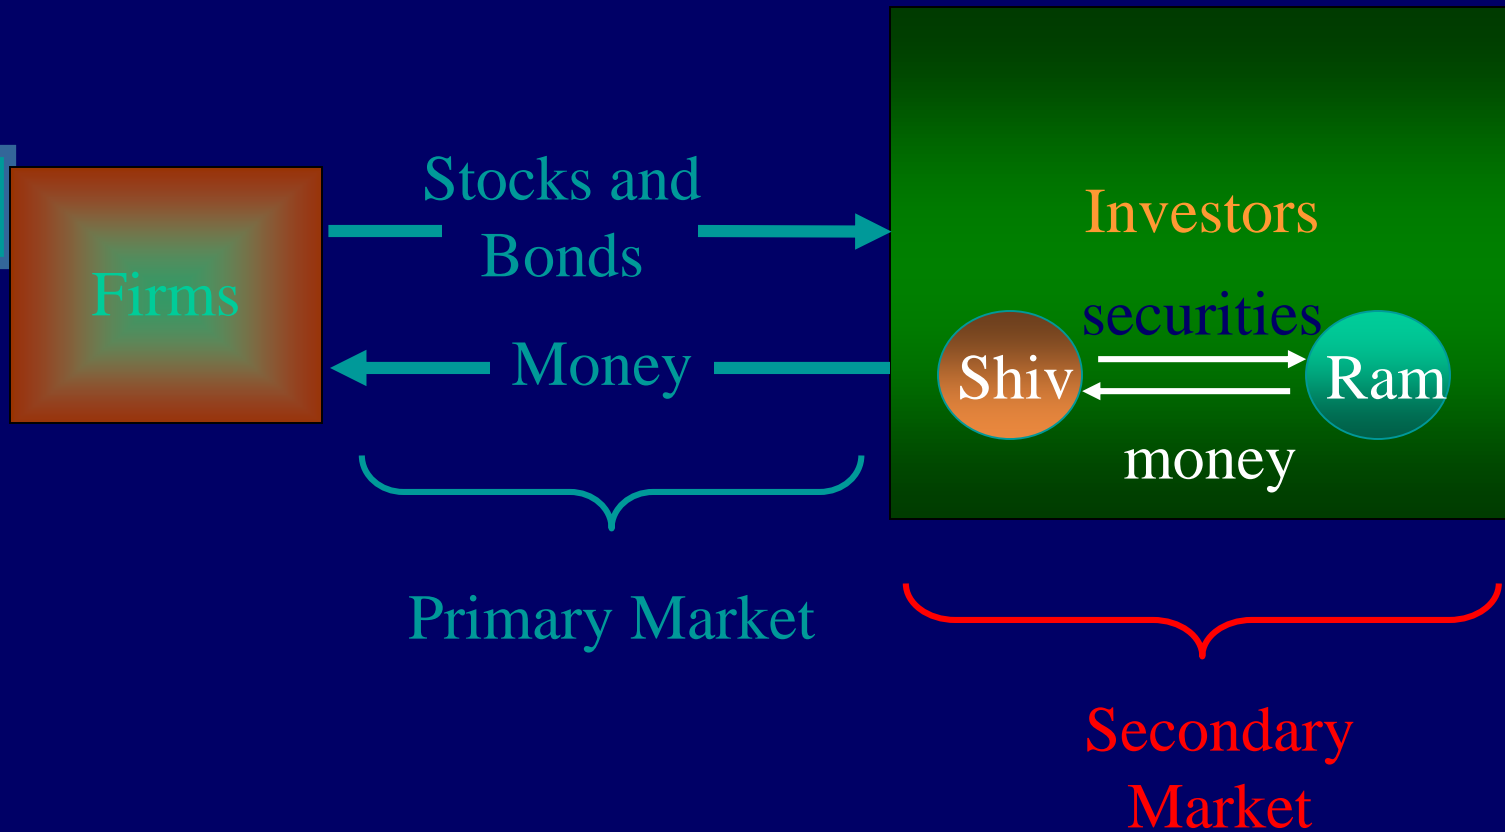 Stocks and
Bonds
Firms
Money
Investors
securities
Shiv
Ram
money
Primary Market
Secondary
Market